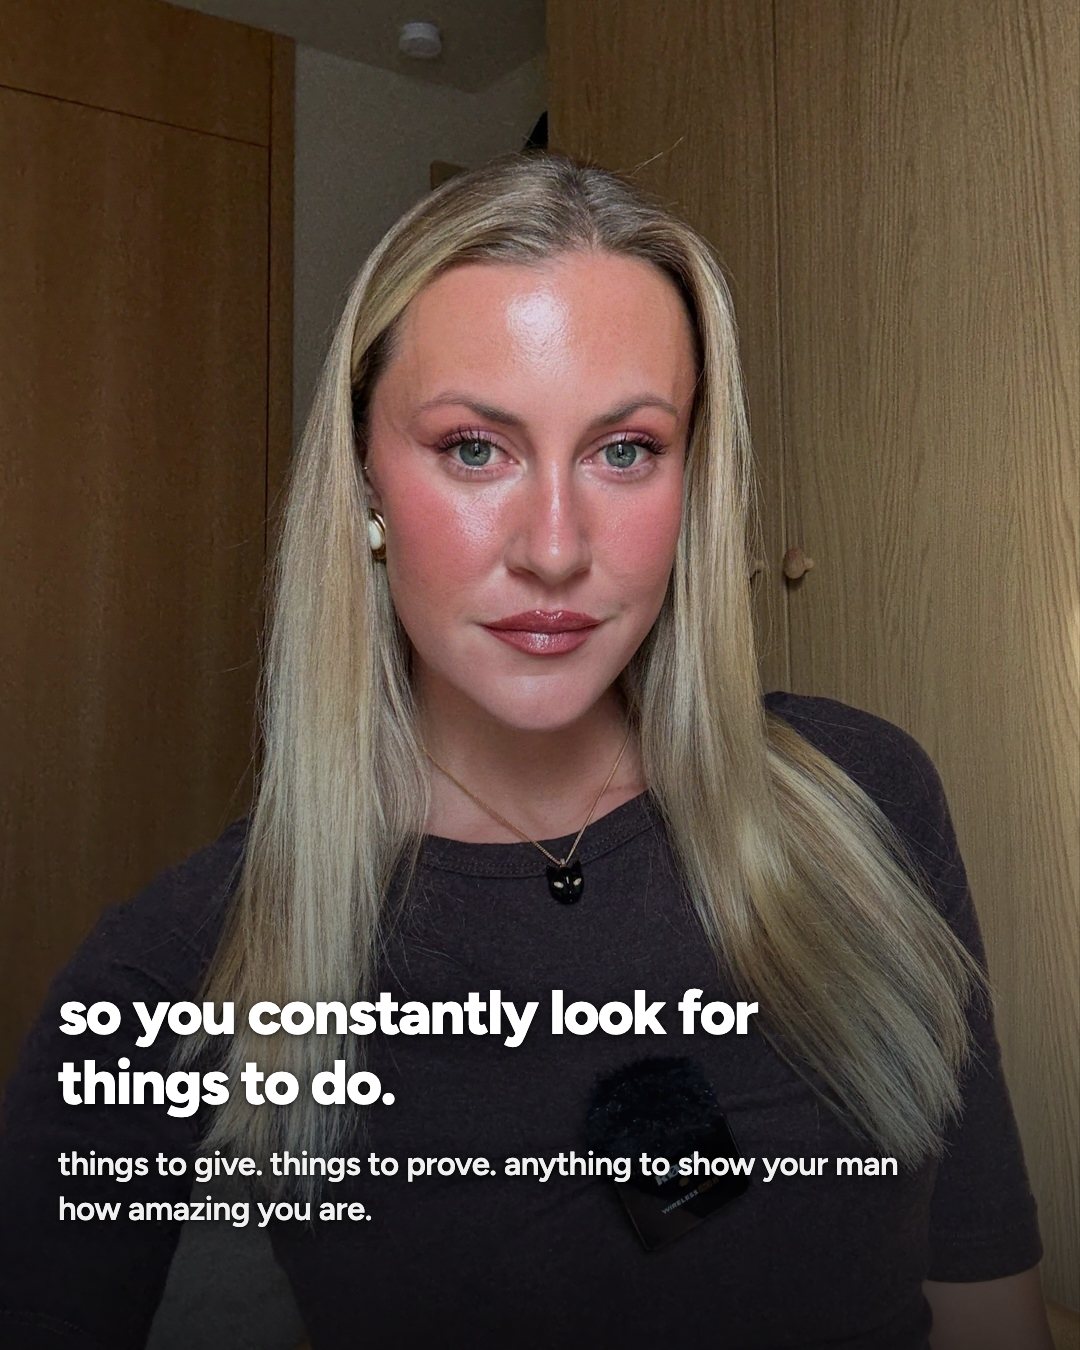 so you constantly look for
things to do.
things to give. things to prove. anything to show your man
how amazing you are.
WIRELESS